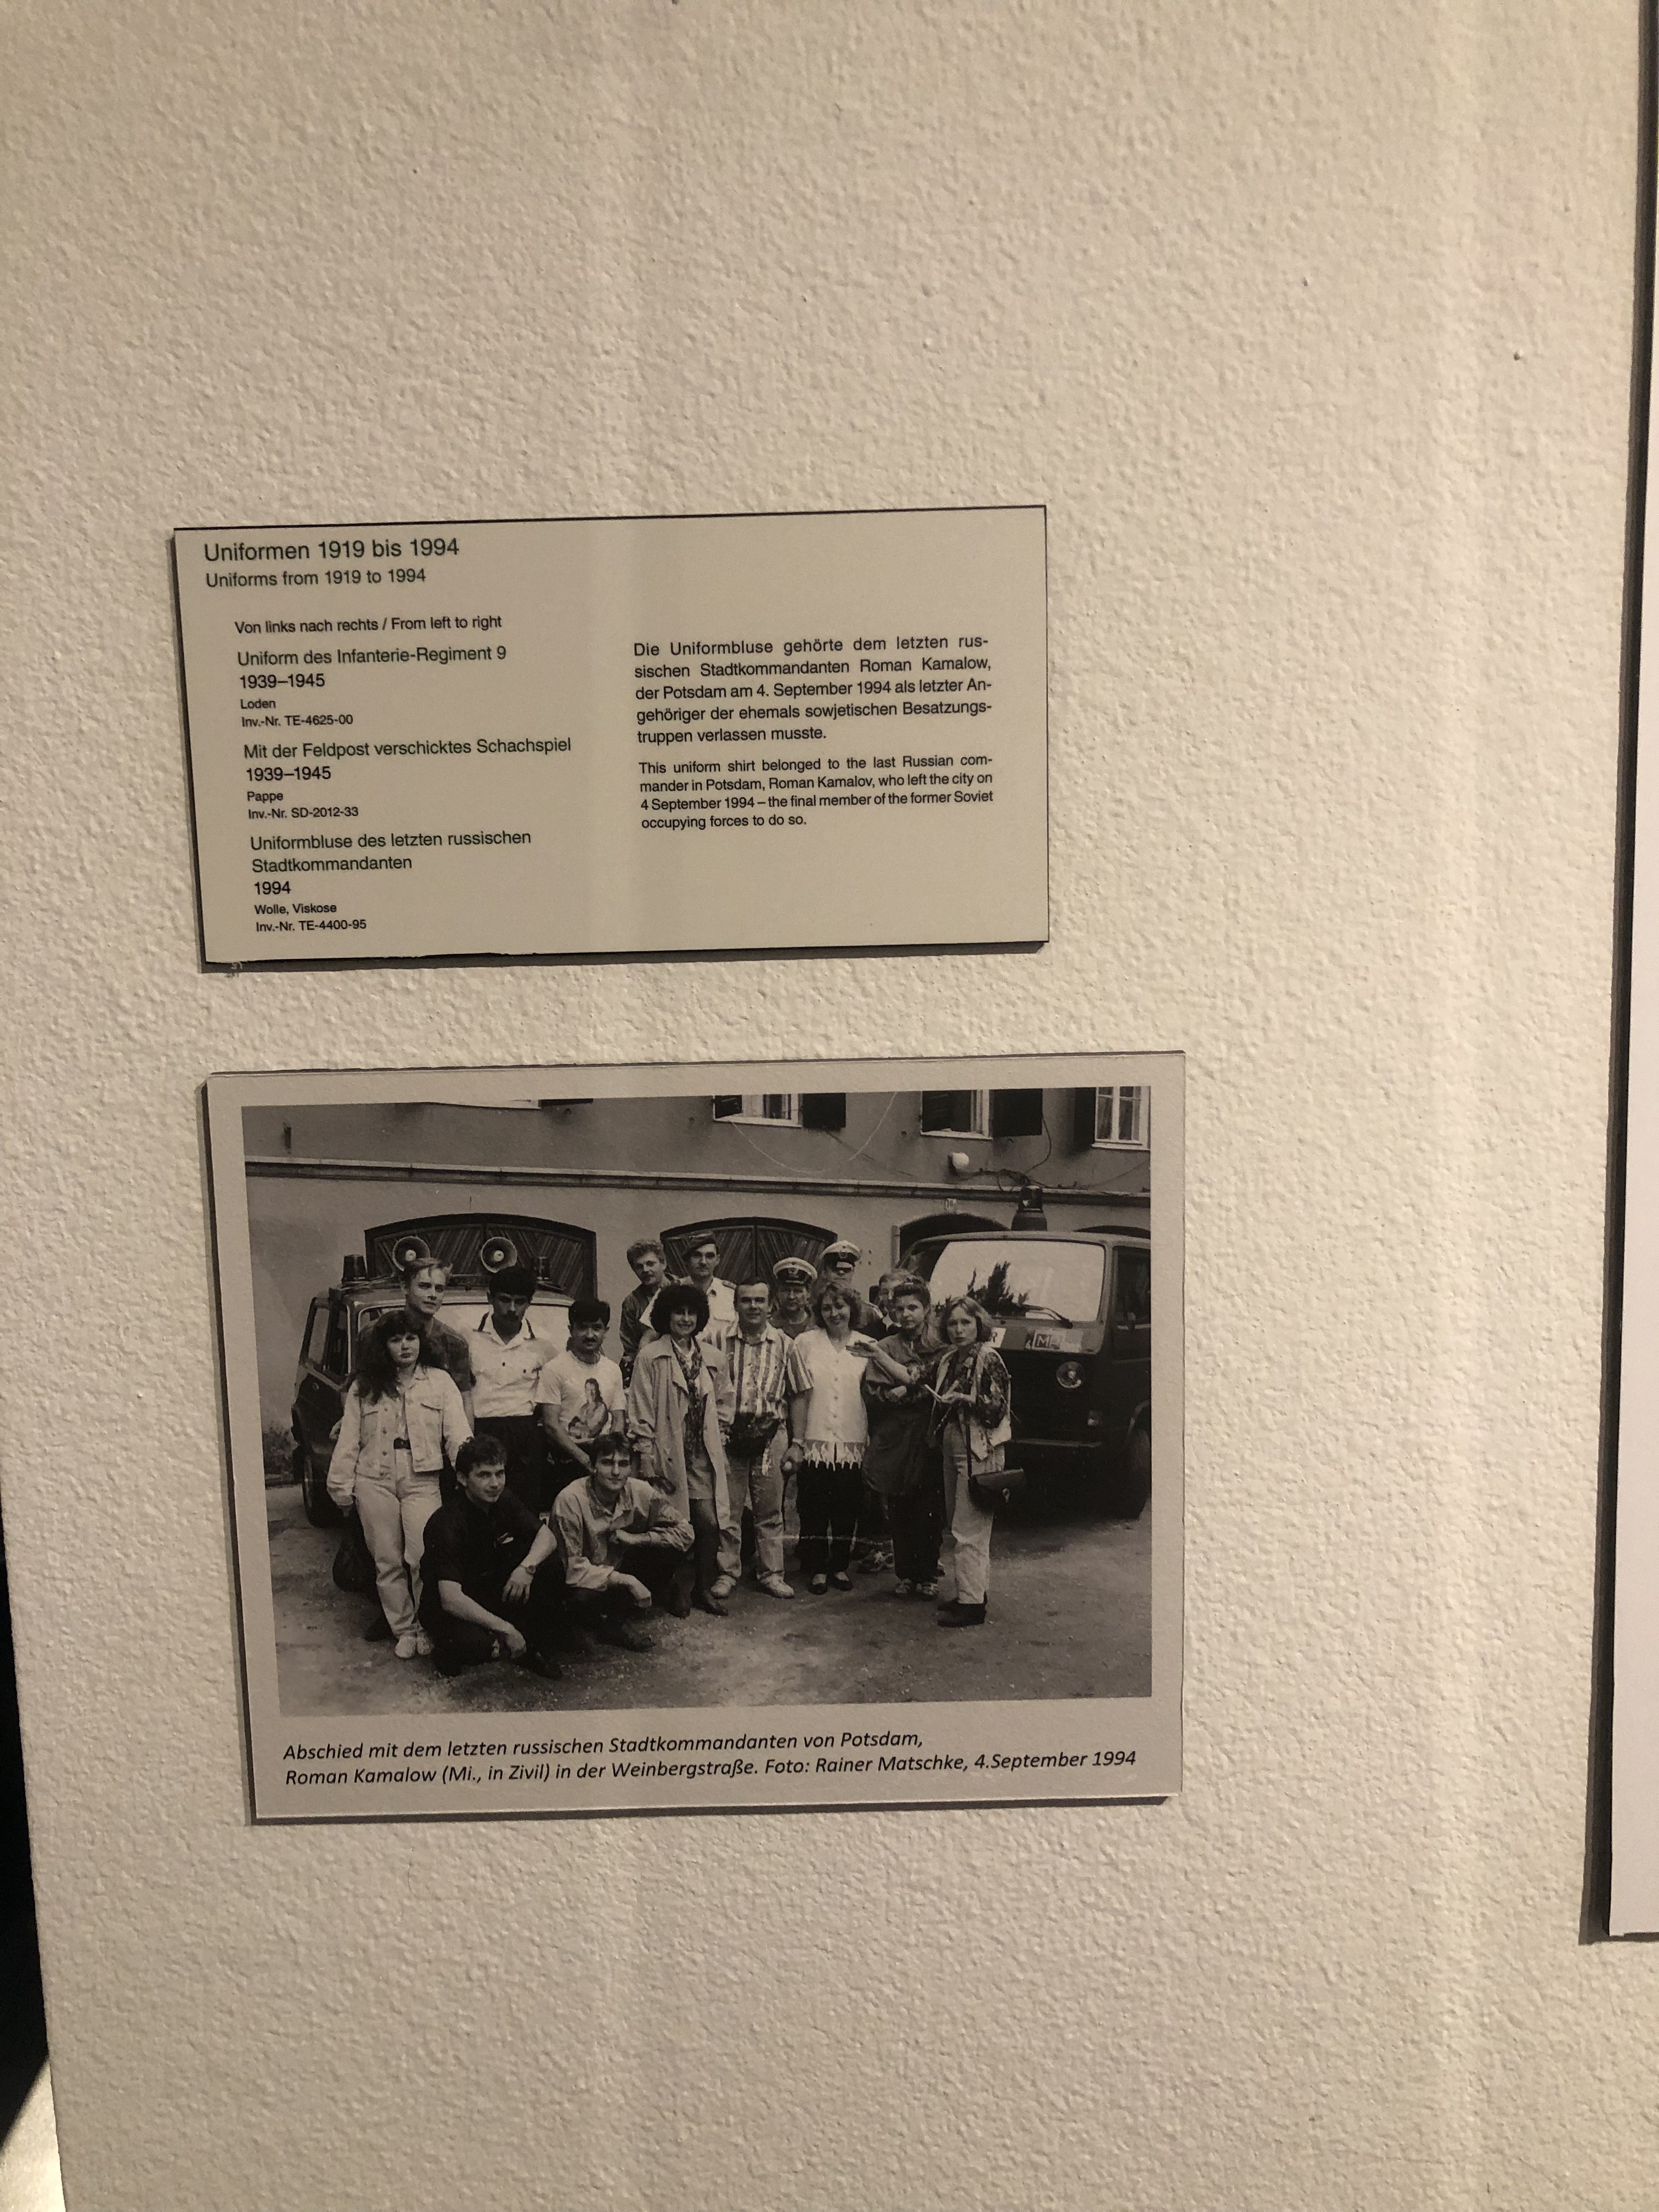 Uniformen 1919 bis 1994
Uniforms from 1919 to 1994
Von links nach rechts / From left to right
Uniform des Infanterie-Regiment 9
1939–1945
Loden
Inv.-Nr. TE-4625-00
Mit der Feldpost verschicktes Schachspiel
1939–1945
Pappe
Inv.-Nr. SD-2012-33
Uniformbluse des letzten russischen
Stadtkommandanten
1994
Wolle, Viskose
Inv.-Nr. TE-4400-95
Die Uniformbluse gehörte dem letzten rus-
sischen Stadtkommandanten Roman Kamalow,
der Potsdam am 4. September 1994 als letzter An-
gehöriger der ehemals sowjetischen Besatzungs-
truppen verlassen musste.
This uniform shirt belonged to the last Russian com-
mander in Potsdam, Roman Kamalov, who left the city on
4 September 1994 – the final member of the former Soviet
occupying forces to do so.
Abschied mit dem letzten russischen Stadtkommandanten von Potsdam,
Roman Kamalow (Mi., in Zivil) in der Weinbergstraße. Foto: Rainer Matschke, 4.September 1994